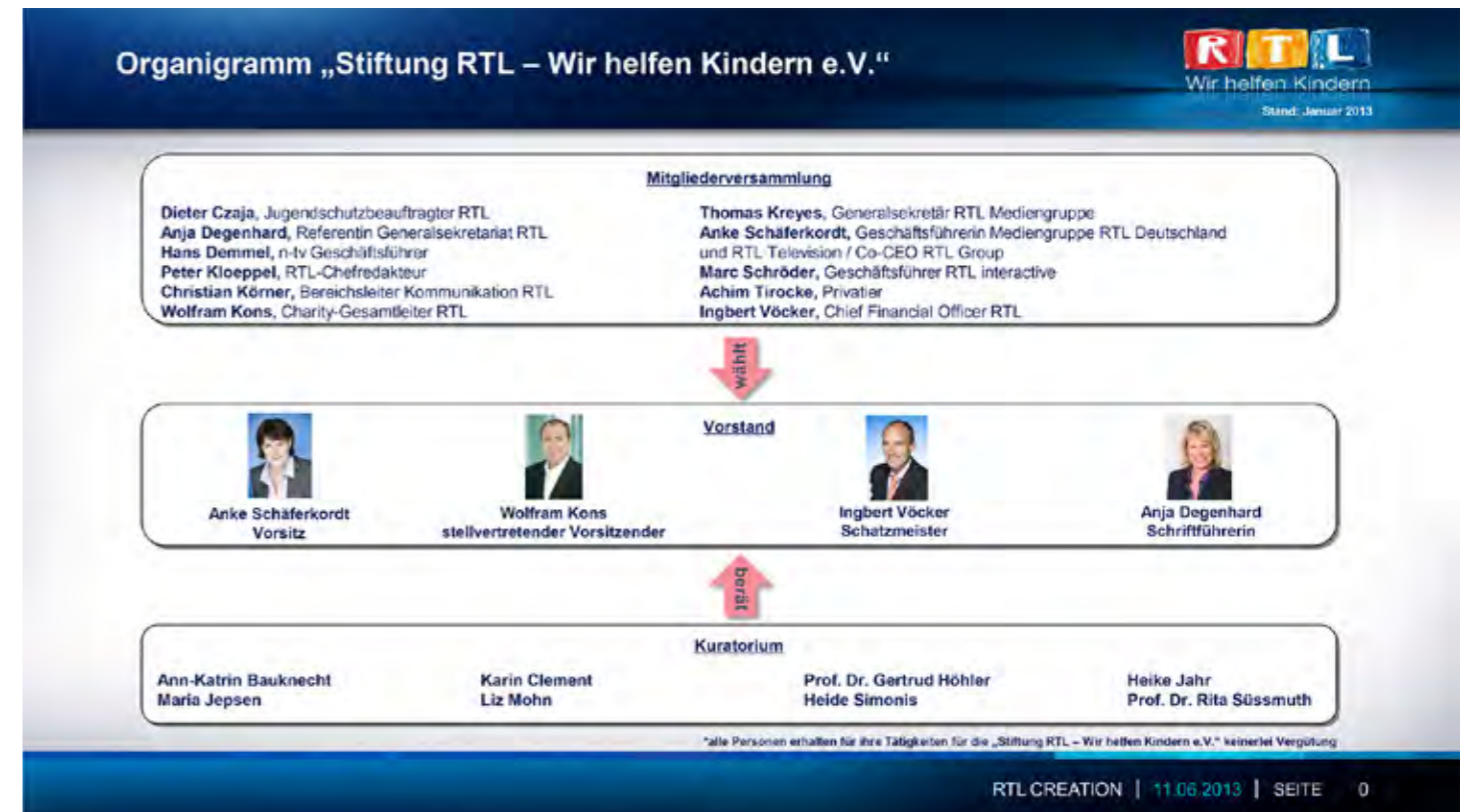 Organigramm „Stiftung RTL – Wir helfen Kindern e.V.“
RTL
Wir helfen Kindern
Stand: Januar 2013
Mitgliederversammlung
Dieter Czaja, Jugendschutzbeauftragter RTL
Anja Degenhard, Referentin Generalsekretariat RTL
Hans Demmel, n-tv Geschäftsführer
Peter Kloeppel, RTL-Chefredakteur
Christian Körner, Bereichsleiter Kommunikation RTL
Wolfram Kons, Charity-Gesamtleiter RTL
Thomas Kreyes, Generalsekretär RTL Mediengruppe
Anke Schäferkordt, Geschäftsführerin Mediengruppe RTL Deutschland
und RTL Television / Co-CEO RTL Group
Marc Schröder, Geschäftsführer RTL interactive
Achim Tirocke, Privatier
Ingbert Vöcker, Chief Financial Officer RTL
wählt
Vorstand
Anke Schäferkordt
Vorsitz
Wolfram Kons
stellvertretender Vorsitzender
Ingbert Vöcker
Schatzmeister
Anja Degenhard
Schriftführerin
berät
Kuratorium
Ann-Katrin Bauknecht
Maria Jepsen
Karin Clement
Liz Mohn
Prof. Dr. Gertrud Höhler
Heide Simonis
Heike Jahr
Prof. Dr. Rita Süssmuth
*alle Personen erhalten für ihre Tätigkeiten für die „Stiftung RTL – Wir helfen Kindern e.V.“ keinerlei Vergütung
RTL CREATION | 11.06.2013 | SEITE 0